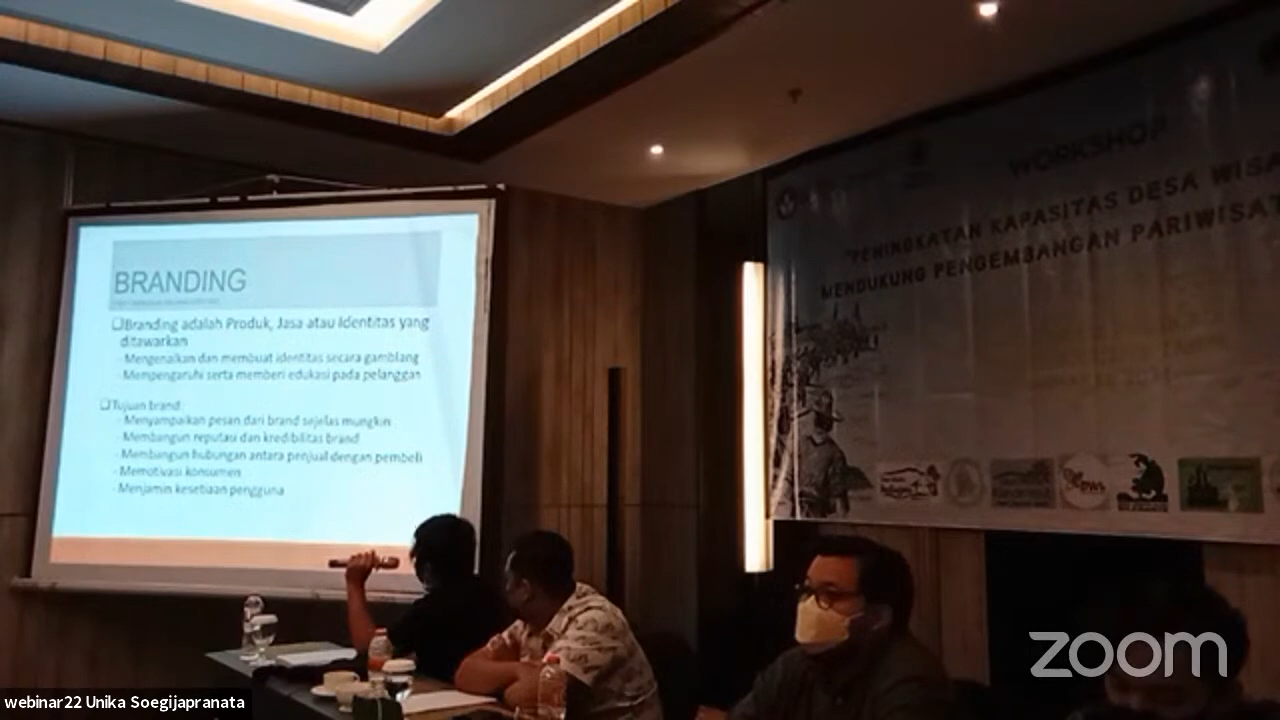 BRANDING
Branding adalah Produk, Jasa atau Identitas yang
ditawarkan
- Mengenalkan dan membuat identitas secara gamblang
- Mempengaruhi serta memberi edukasi pada pelanggan
Tujuan brand:
- Menyampaikan pesan dari brand sejelas mungkin
- Membangun reputasi dan kredibilitas brand
- Membangun hubungan antara penjual dengan pembeli
- Memotivasi konsumen
- Menjamin kesetiaan pengguna
WORKSHOP
"PENINGKATAN KAPASITAS DESA WISA
MENDUKUNG PENGEMBANGAN PARIWISAT
zoom
webinar22 Unika Soegijapranata